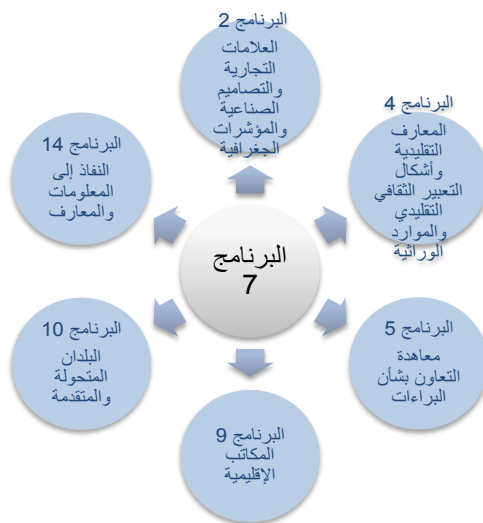 البرنامج 2
العلامات
التجارية
والتصاميم
الصناعية
والمؤشرات
الجغرافية
البرنامج 4
المعارف
التقليدية
وأشكال
التعبير الثقافي
التقليدي
والموارد
الوراثية
البرنامج 14
النفاذ إلى
المعلومات
والمعارف
البرنامج
7
البرنامج 5
معاهدة
التعاون بشأن
البراءات
البرنامج 10
البلدان
المتحولة
والمتقدمة
البرنامج 9
المكاتب
الإقليمية